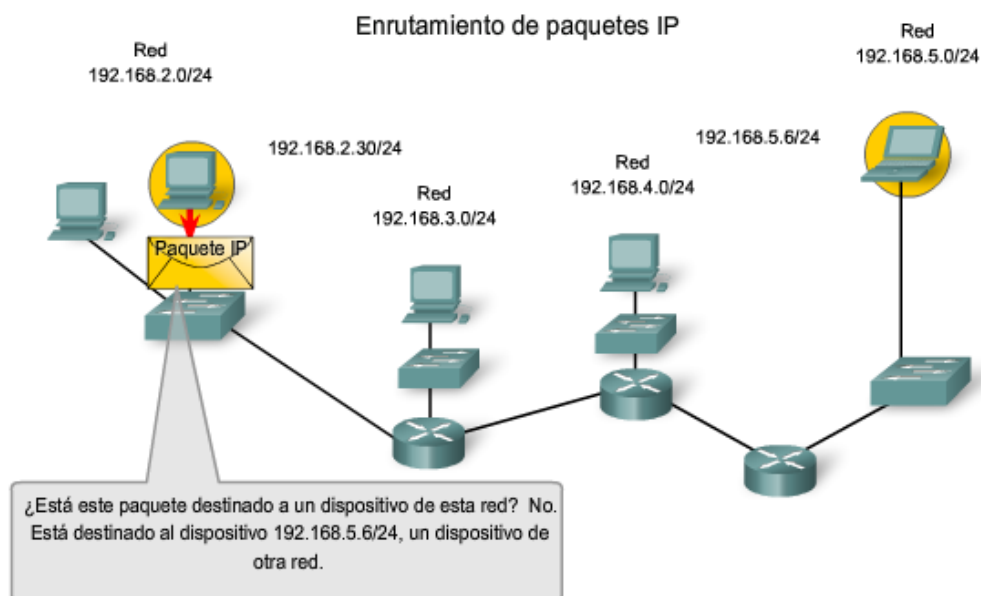 Enrutamiento de paquetes IP
Red
192.168.2.0/24
Red
192.168.5.0/24
192.168.2.30/24
192.168.5.6/24
Red
192.168.3.0/24
Red
192.168.4.0/24
Paquete IP
¿Está este paquete destinado a un dispositivo de esta red? No.
Está destinado al dispositivo 192.168.5.6/24, un dispositivo de
otra red.